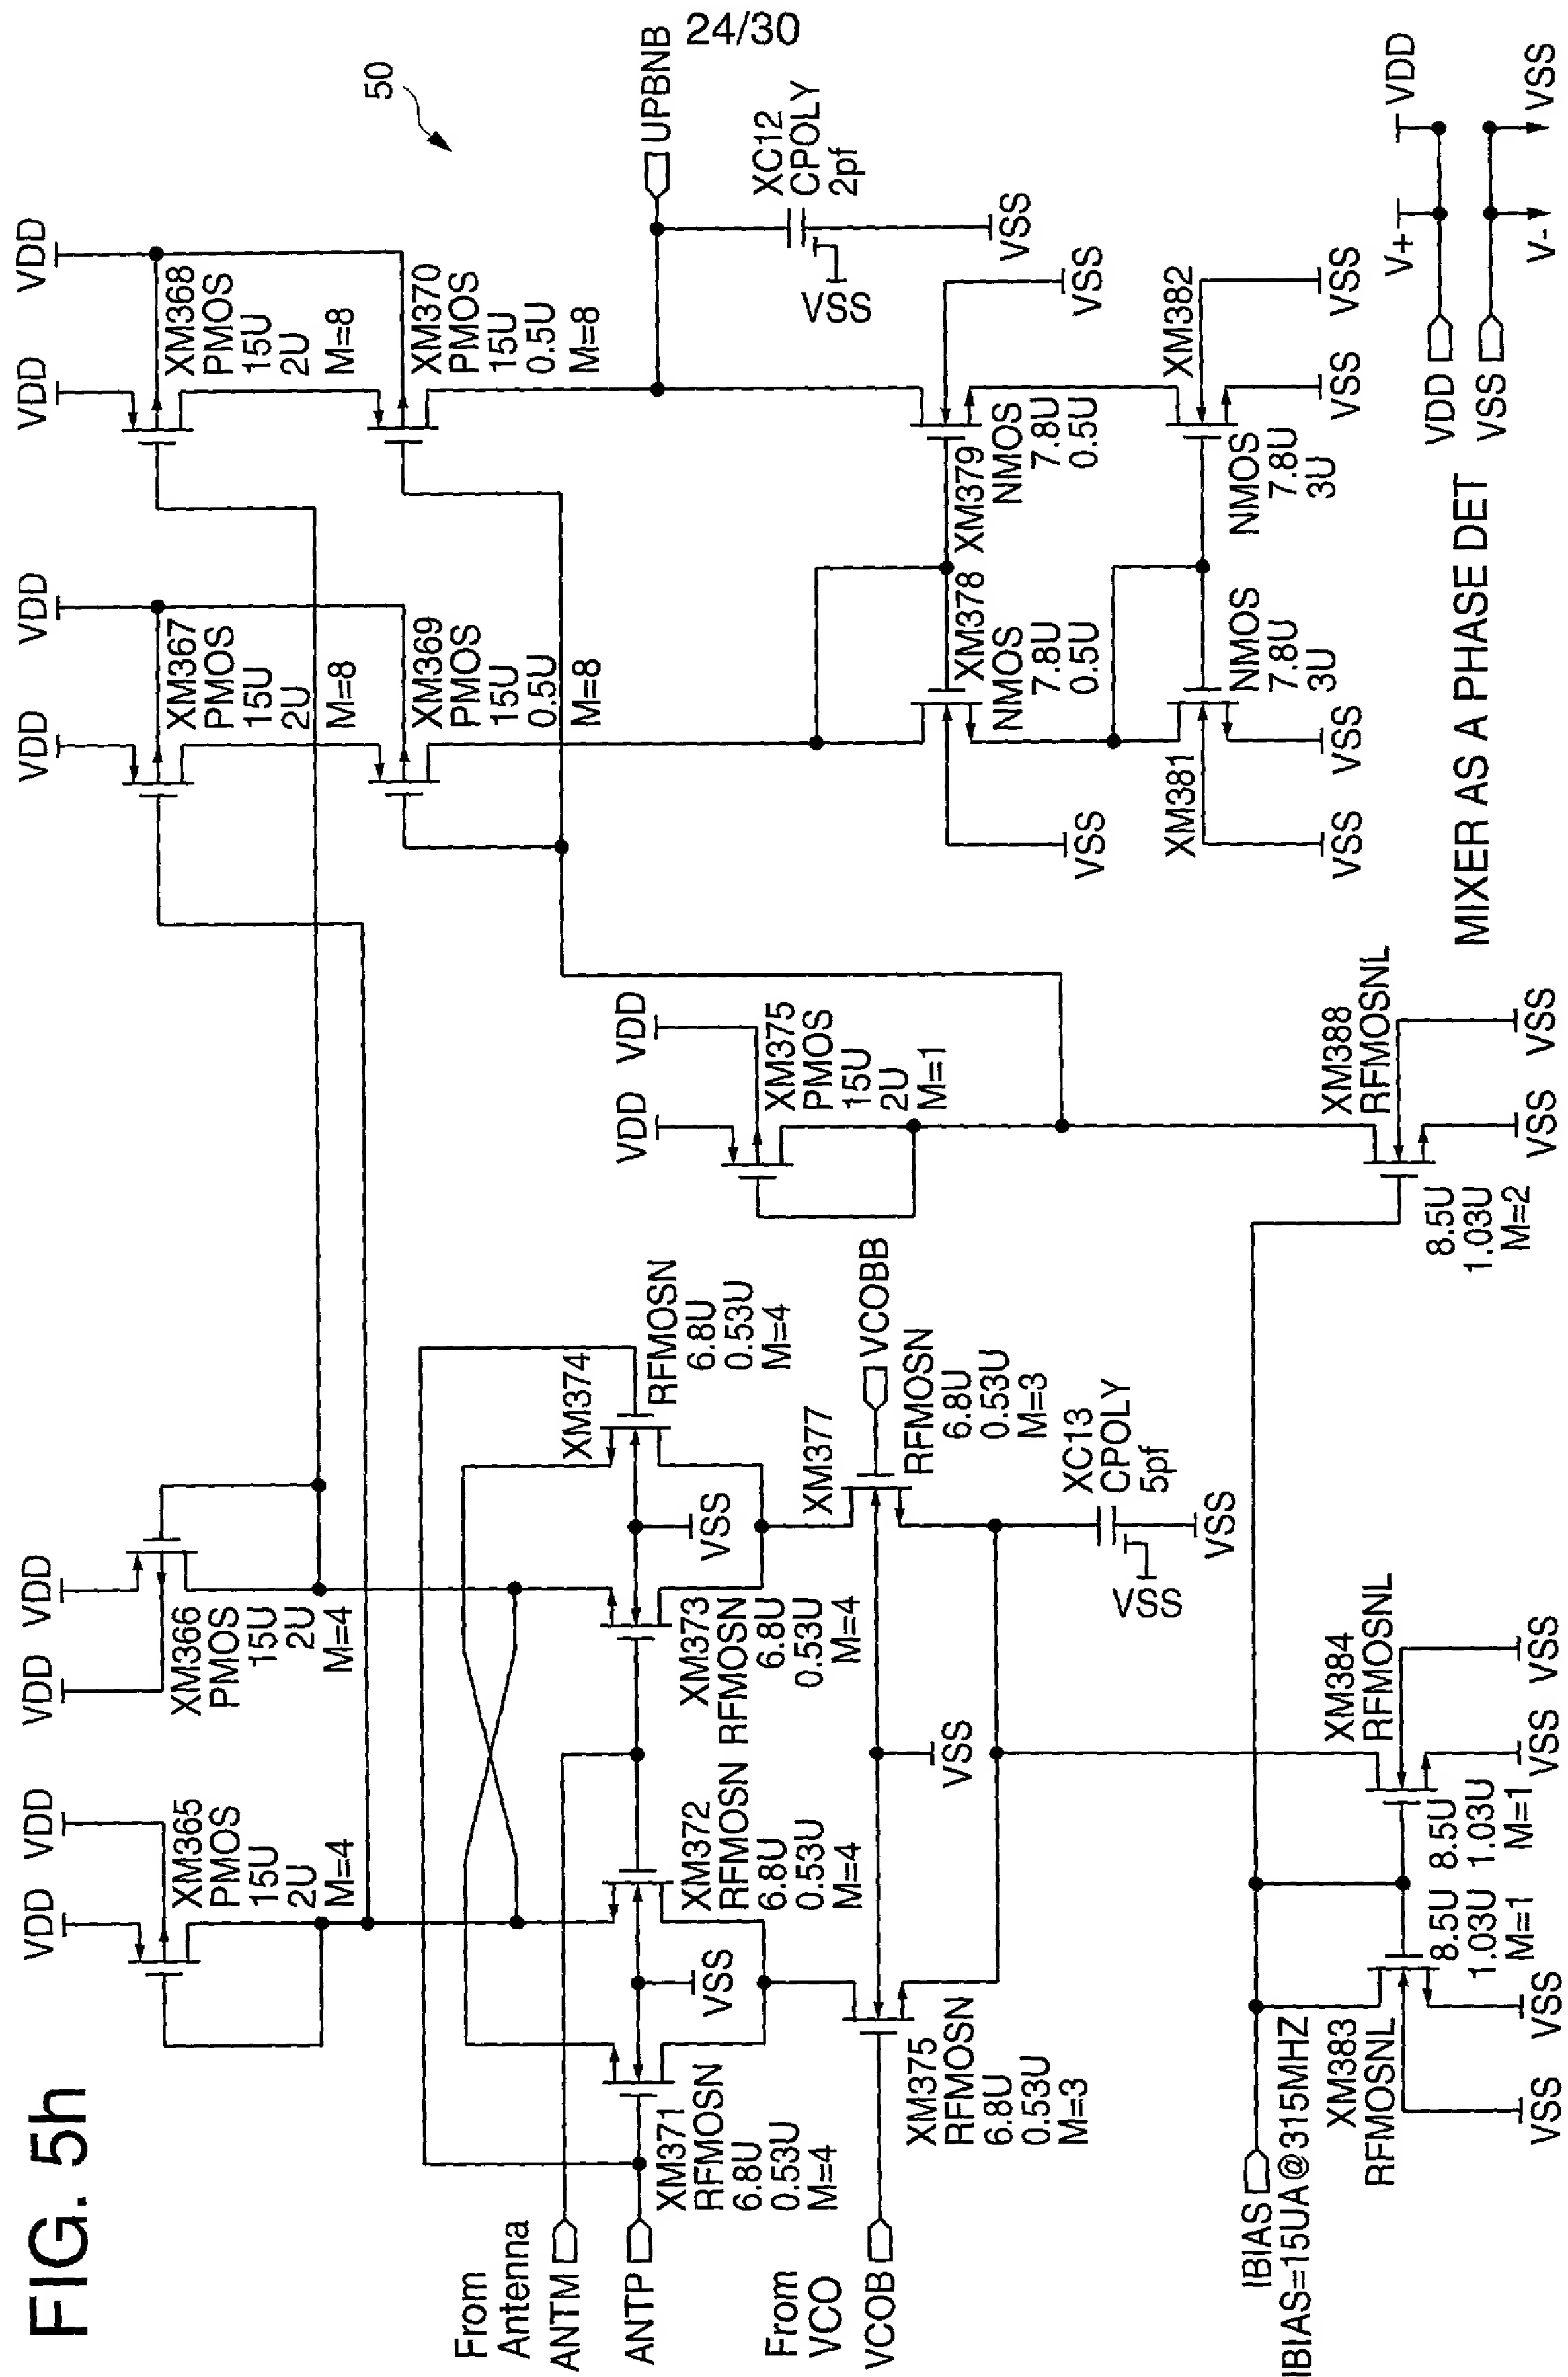 FIG. 5h
24/30
50
VDD
VDD
XM365
PMOS
15U
2U
M=4
VDD
VDD
XM366
PMOS
15U
2U
M=4
VDD
VDD
XM367
PMOS
15U
2U
M=8
VDD
VDD
XM368
PMOS
15U
2U
M=8
XM369
PMOS
15U
0.5U
M=8
XM370
PMOS
15U
0.5U
M=8
UPBNB
XC12
CPOLY
2pf
VSS
VSS
From
Antenna
ANTM
ANTP
XM371
RFMOSN
6.8U
0.53U
M=4
VSS
XM372
RFMOSN
6.8U
0.53U
M=4
XM373
RFMOSN
6.8U
0.53U
M=4
VSS
XM374
RFMOSN
6.8U
0.53U
M=4
From
VCO
VCOB
XM375
RFMOSN
6.8U
0.53U
M=3
VSS
XM377
VCOBB
RFMOSN
6.8U
0.53U
M=3
XC13
CPOLY
5pf
VSS
VSS
VDD
VDD
XM375
PMOS
15U
2U
M=1
XM378
NMOS
7.8U
0.5U
VSS
XM379
NMOS
7.8U
0.5U
VSS
XM381
NMOS
7.8U
3U
VSS
VSS
XM382
NMOS
7.8U
3U
VSS
VSS
IBIAS
IBIAS=15UA@315MHZ
XM383
RFMOSNL
8.5U
1.03U
M=1
VSS
VSS
XM384
RFMOSNL
8.5U
1.03U
M=1
VSS
VSS
XM388
RFMOSNL
8.5U
1.03U
M=2
VSS
VSS
MIXER AS A PHASE DET
VDD
V+
VDD
VSS
V-
VSS